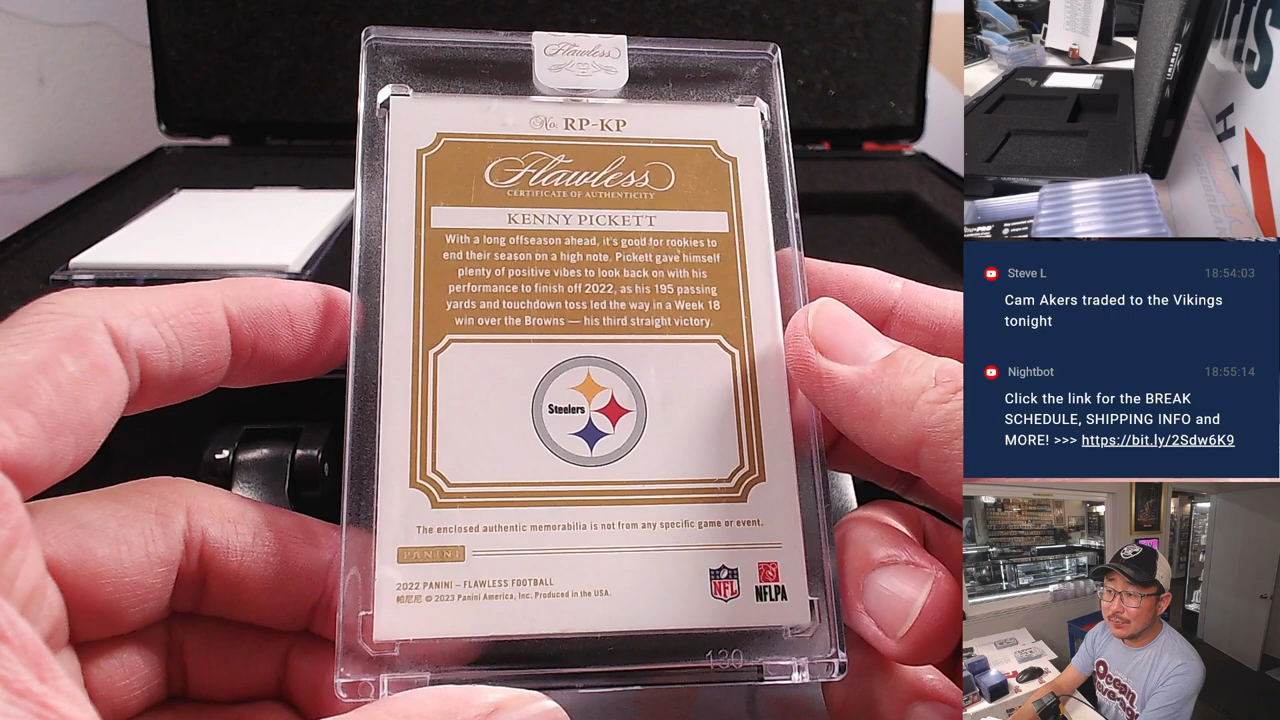 Flawless
No. RP-KP
Flawless
CERTIFICATE OF AUTHENTICITY
KENNY PICKETT
With a long offseason ahead, it's good for rookies to
end their season on a high note. Pickett gave himself
plenty of positive vibes to look back on with his
performance to finish off 2022, as his 195 passing
yards and touchdown toss led the way in a Week 18
win over the Browns — his third straight victory.
Steelers
The enclosed authentic memorabilia is not from any specific game or event.
PANINI
2022 PANINI – FLAWLESS FOOTBALL
帕尼尼 © 2023 Panini America, Inc. Produced in the USA.
NFL
NFLPA
130
Steve L 18:54:03
Cam Akers traded to the Vikings
tonight
Nightbot 18:55:14
Click the link for the BREAK
SCHEDULE, SHIPPING INFO and
MORE! >>> https://bit.ly/2Sdw6K9
Ocean